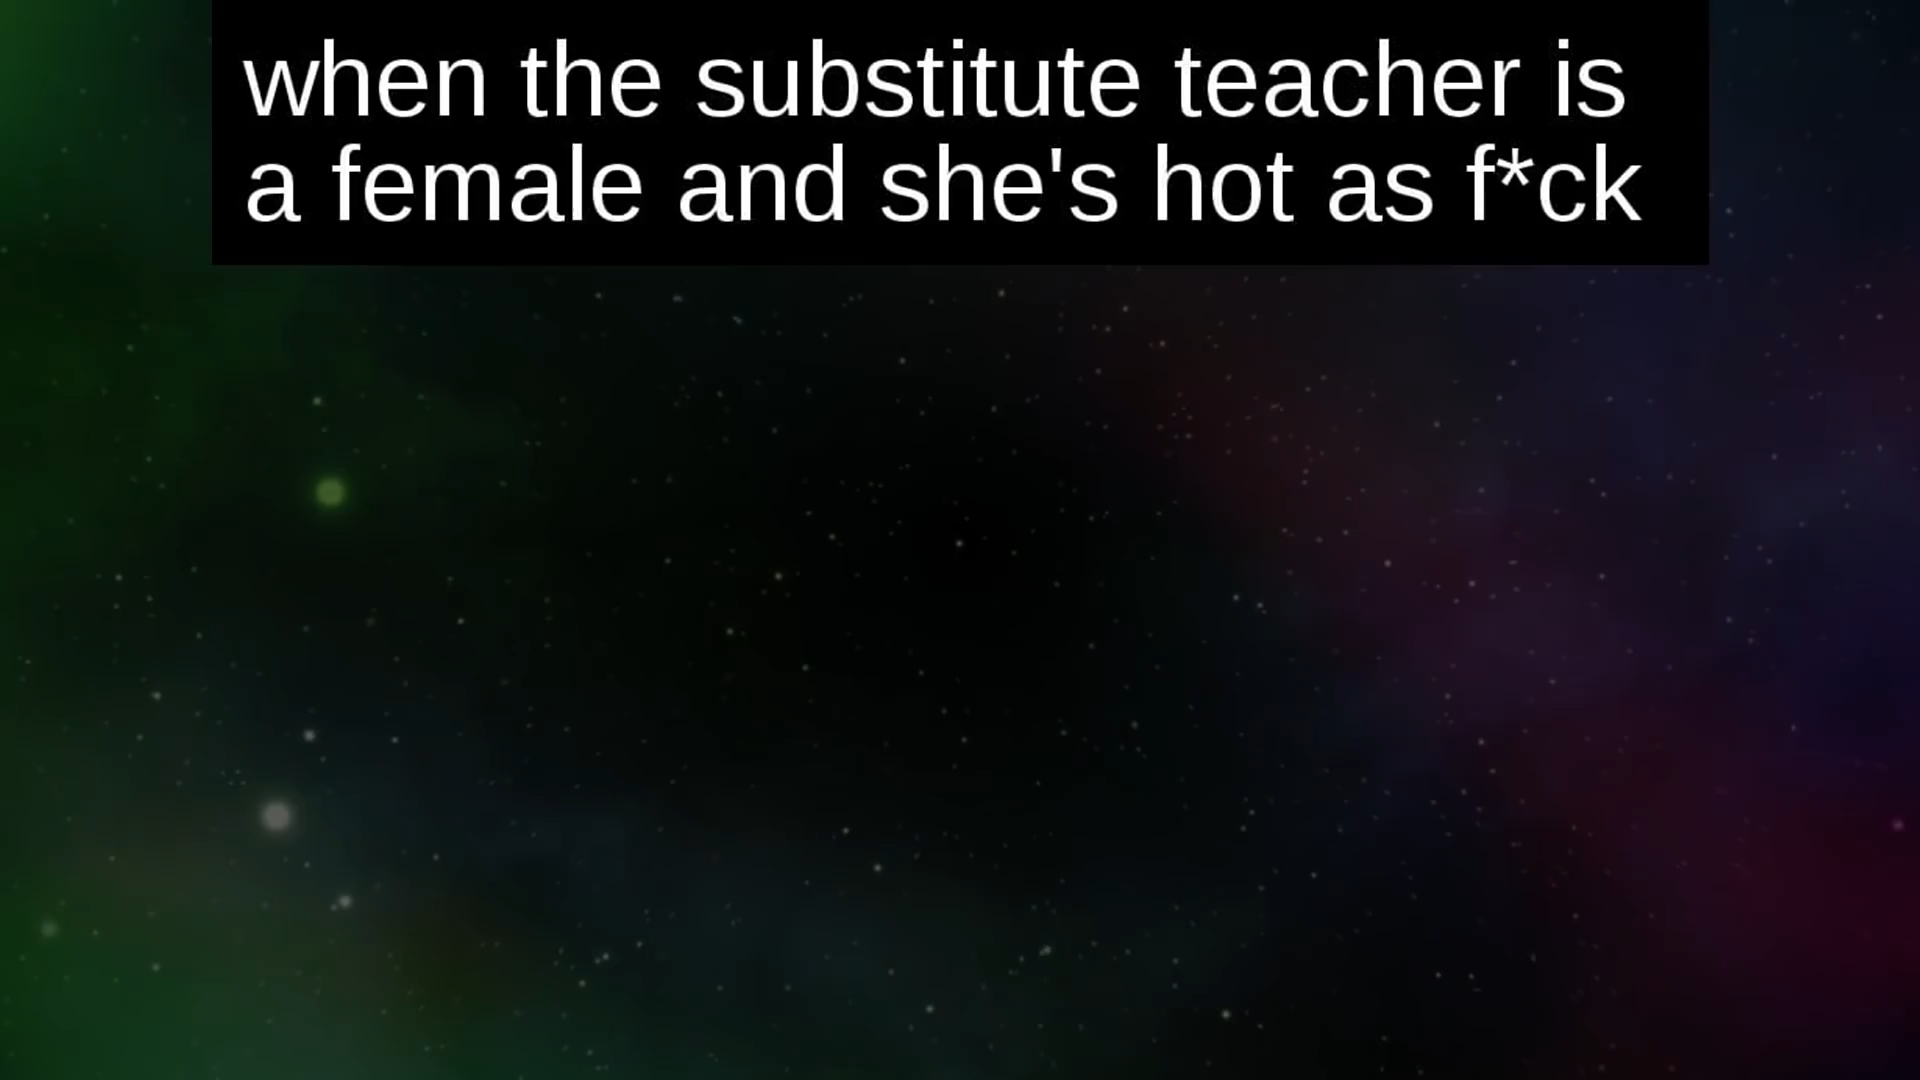 when the substitute teacher is
a female and she's hot as f*ck